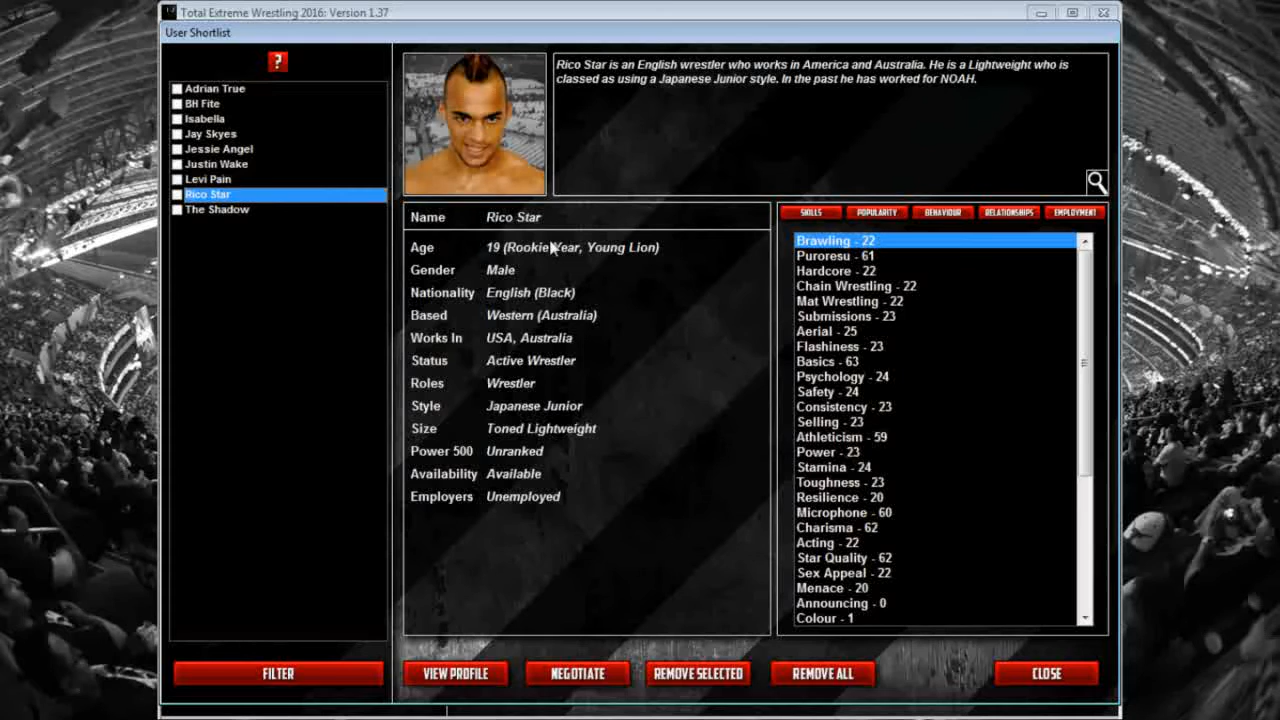 Total Extreme Wrestling 2016: Version 1.37
User Shortlist
?
Adrian True
BH Fite
Isabella
Jay Skyes
Jessie Angel
Justin Wake
Levi Pain
Rico Star
The Shadow
FILTER
Rico Star is an English wrestler who works in America and Australia. He is a Lightweight who is
classed as using a Japanese Junior style. In the past he has worked for NOAH.
Name Rico Star
Age 19 (Rookie Year, Young Lion)
Gender Male
Nationality English (Black)
Based Western (Australia)
Works In USA, Australia
Status Active Wrestler
Roles Wrestler
Style Japanese Junior
Size Toned Lightweight
Power 500 Unranked
Availability Available
Employers Unemployed
SKILLS POPULARITY BEHAVIOUR RELATIONSHIPS EMPLOYMENT
Brawling - 22
Puroresu - 61
Hardcore - 22
Chain Wrestling - 22
Mat Wrestling - 22
Submissions - 23
Aerial - 25
Flashiness - 23
Basics - 63
Psychology - 24
Safety - 24
Consistency - 23
Selling - 23
Athleticism - 59
Power - 23
Stamina - 24
Toughness - 23
Resilience - 20
Microphone - 60
Charisma - 62
Acting - 22
Star Quality - 62
Sex Appeal - 22
Menace - 20
Announcing - 0
Colour - 1
VIEW PROFILE NEGOTIATE REMOVE SELECTED REMOVE ALL CLOSE